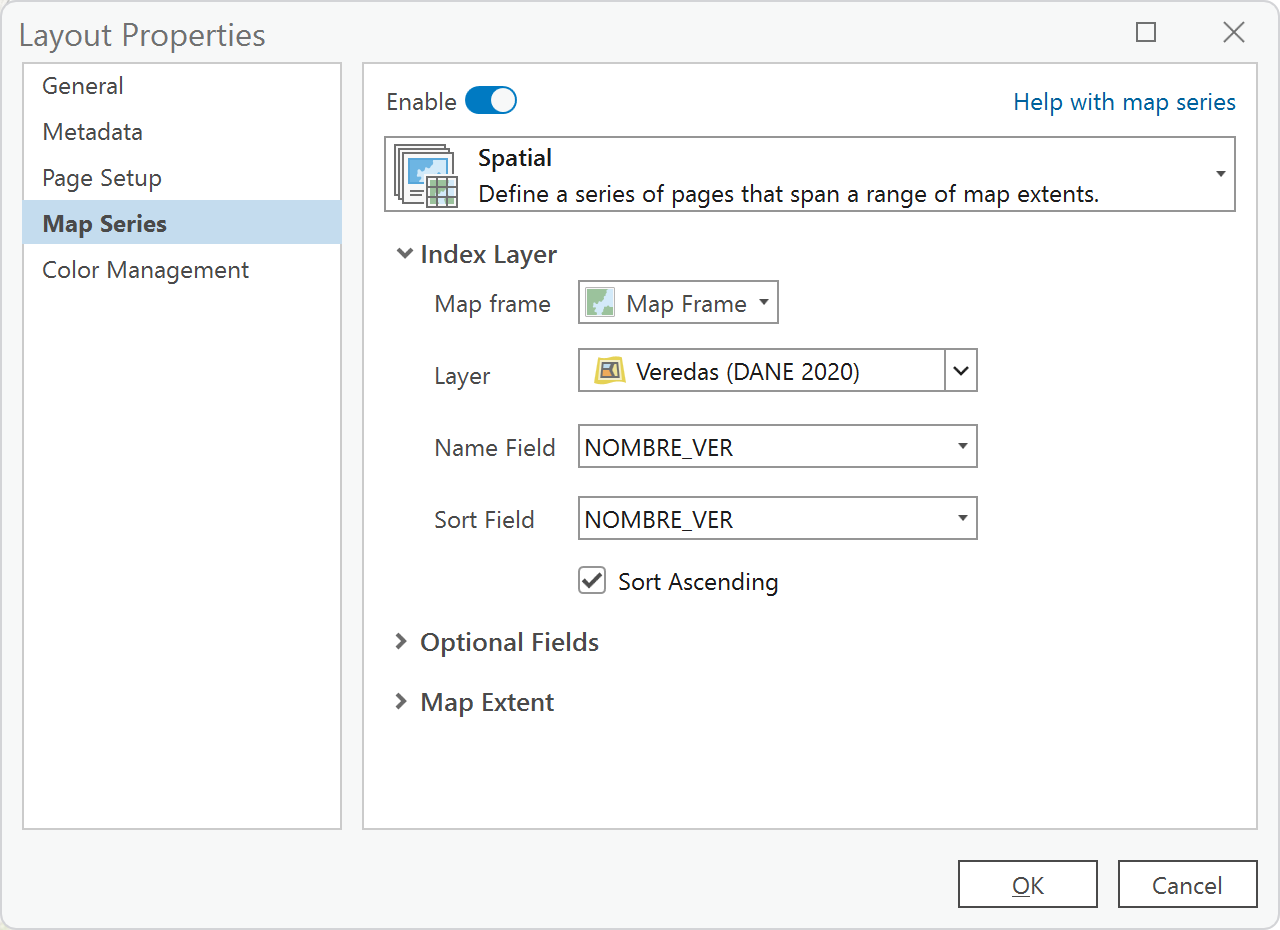 Layout Properties
General
Metadata
Page Setup
Map Series
Color Management
Enable
Help with map series
Spatial
Define a series of pages that span a range of map extents.
Index Layer
Map frame
Map Frame
Layer
Veredas (DANE 2020)
Name Field
NOMBRE_VER
Sort Field
NOMBRE_VER
Sort Ascending
Optional Fields
Map Extent
OK
Cancel